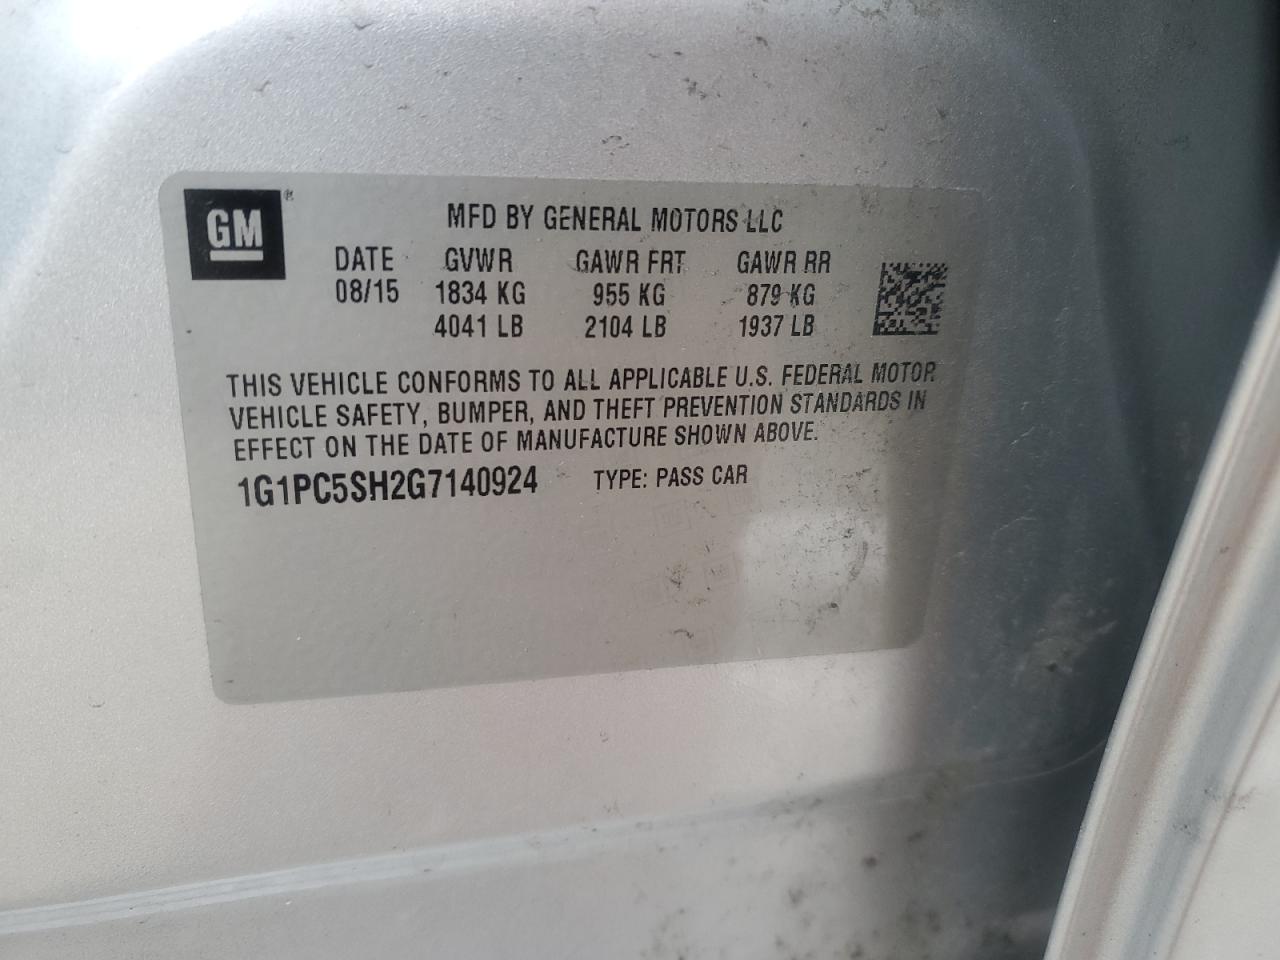 GM®
MFD BY GENERAL MOTORS LLC
DATE GVWR GAWR FRT GAWR RR
08/15 1834 KG 955 KG 879 KG
4041 LB 2104 LB 1937 LB
THIS VEHICLE CONFORMS TO ALL APPLICABLE U.S. FEDERAL MOTOR
VEHICLE SAFETY, BUMPER, AND THEFT PREVENTION STANDARDS IN
EFFECT ON THE DATE OF MANUFACTURE SHOWN ABOVE.
1G1PC5SH2G7140924 TYPE: PASS CAR